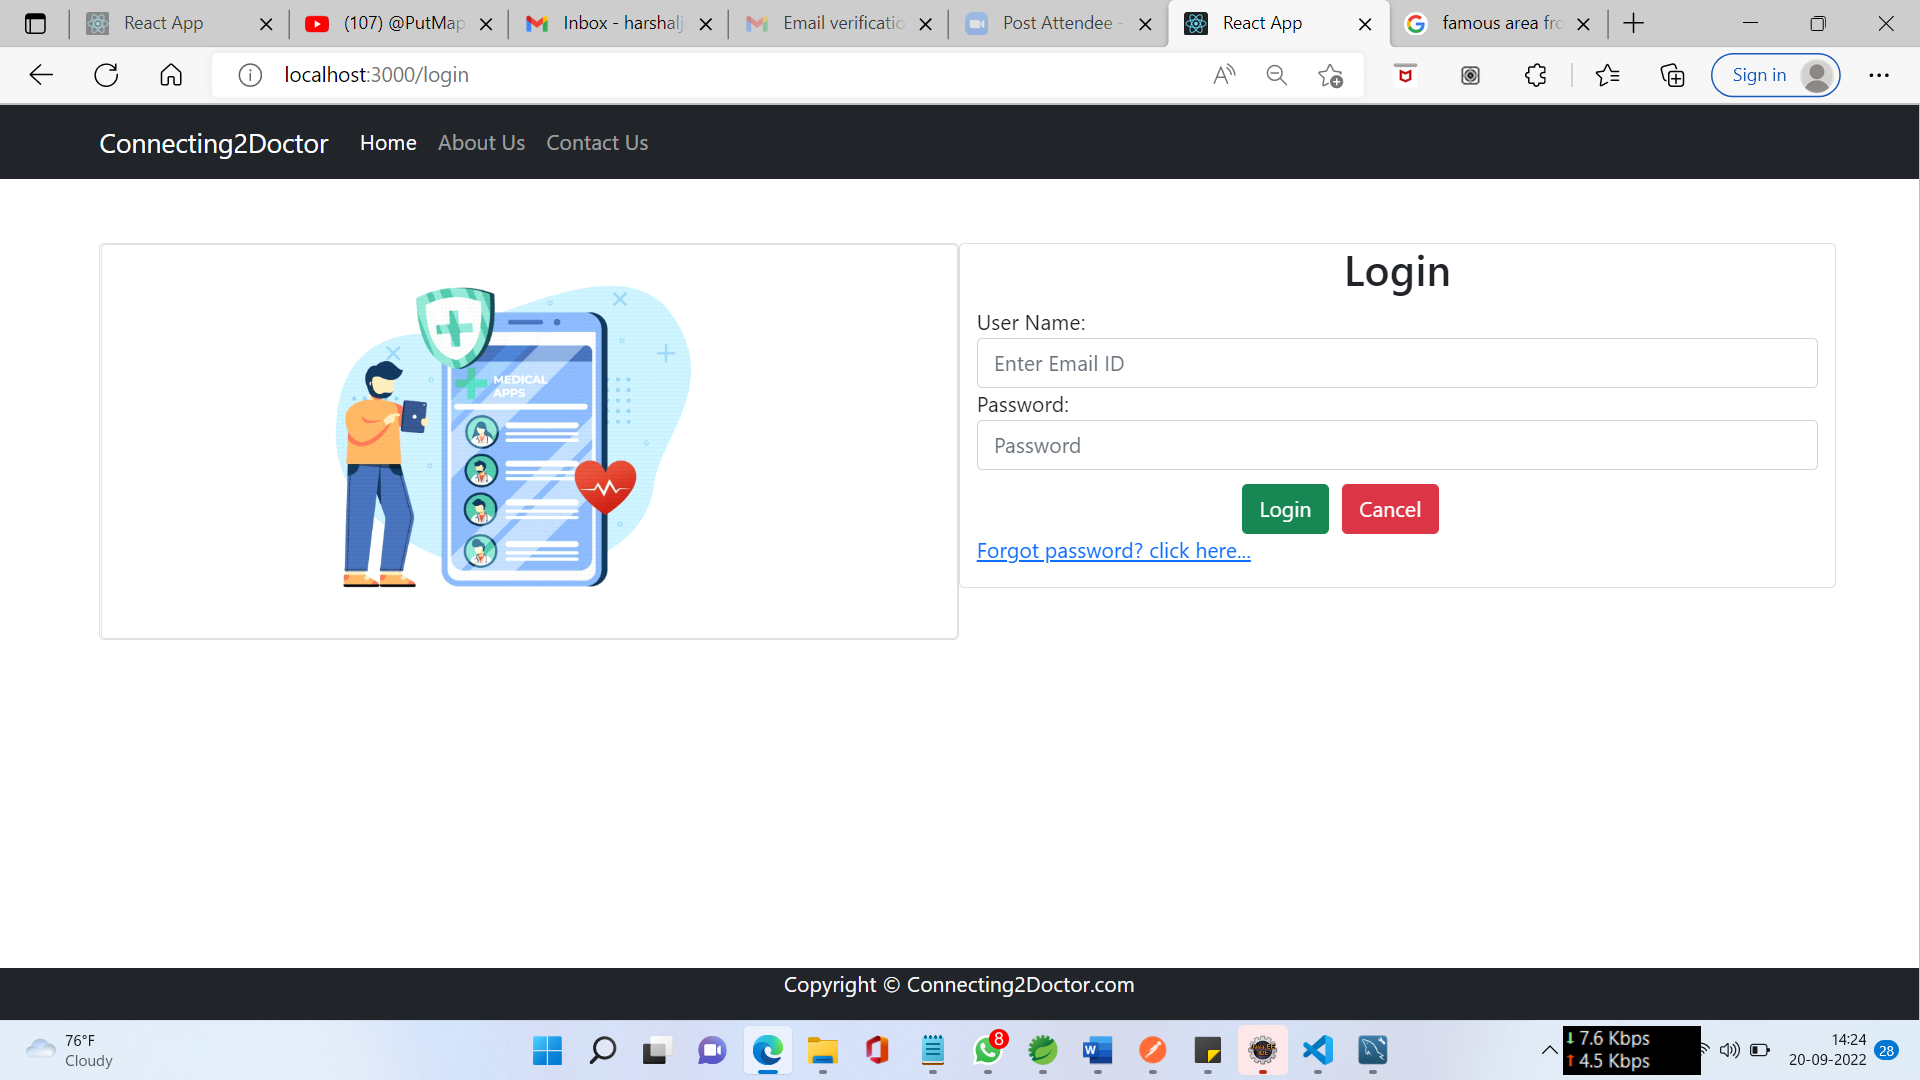 React App
(107) @PutMap
Inbox - harshalj
Email verificatio
Post Attendee -
React App
famous area fro
localhost:3000/login
Sign in
Connecting2Doctor
Home
About Us
Contact Us
MEDICAL
APPS
Login
User Name:
Enter Email ID
Password:
Password
Login
Cancel
Forgot password? click here...
Copyright © Connecting2Doctor.com
76°F
Cloudy
8
7.6 Kbps
4.5 Kbps
14:24
20-09-2022
28